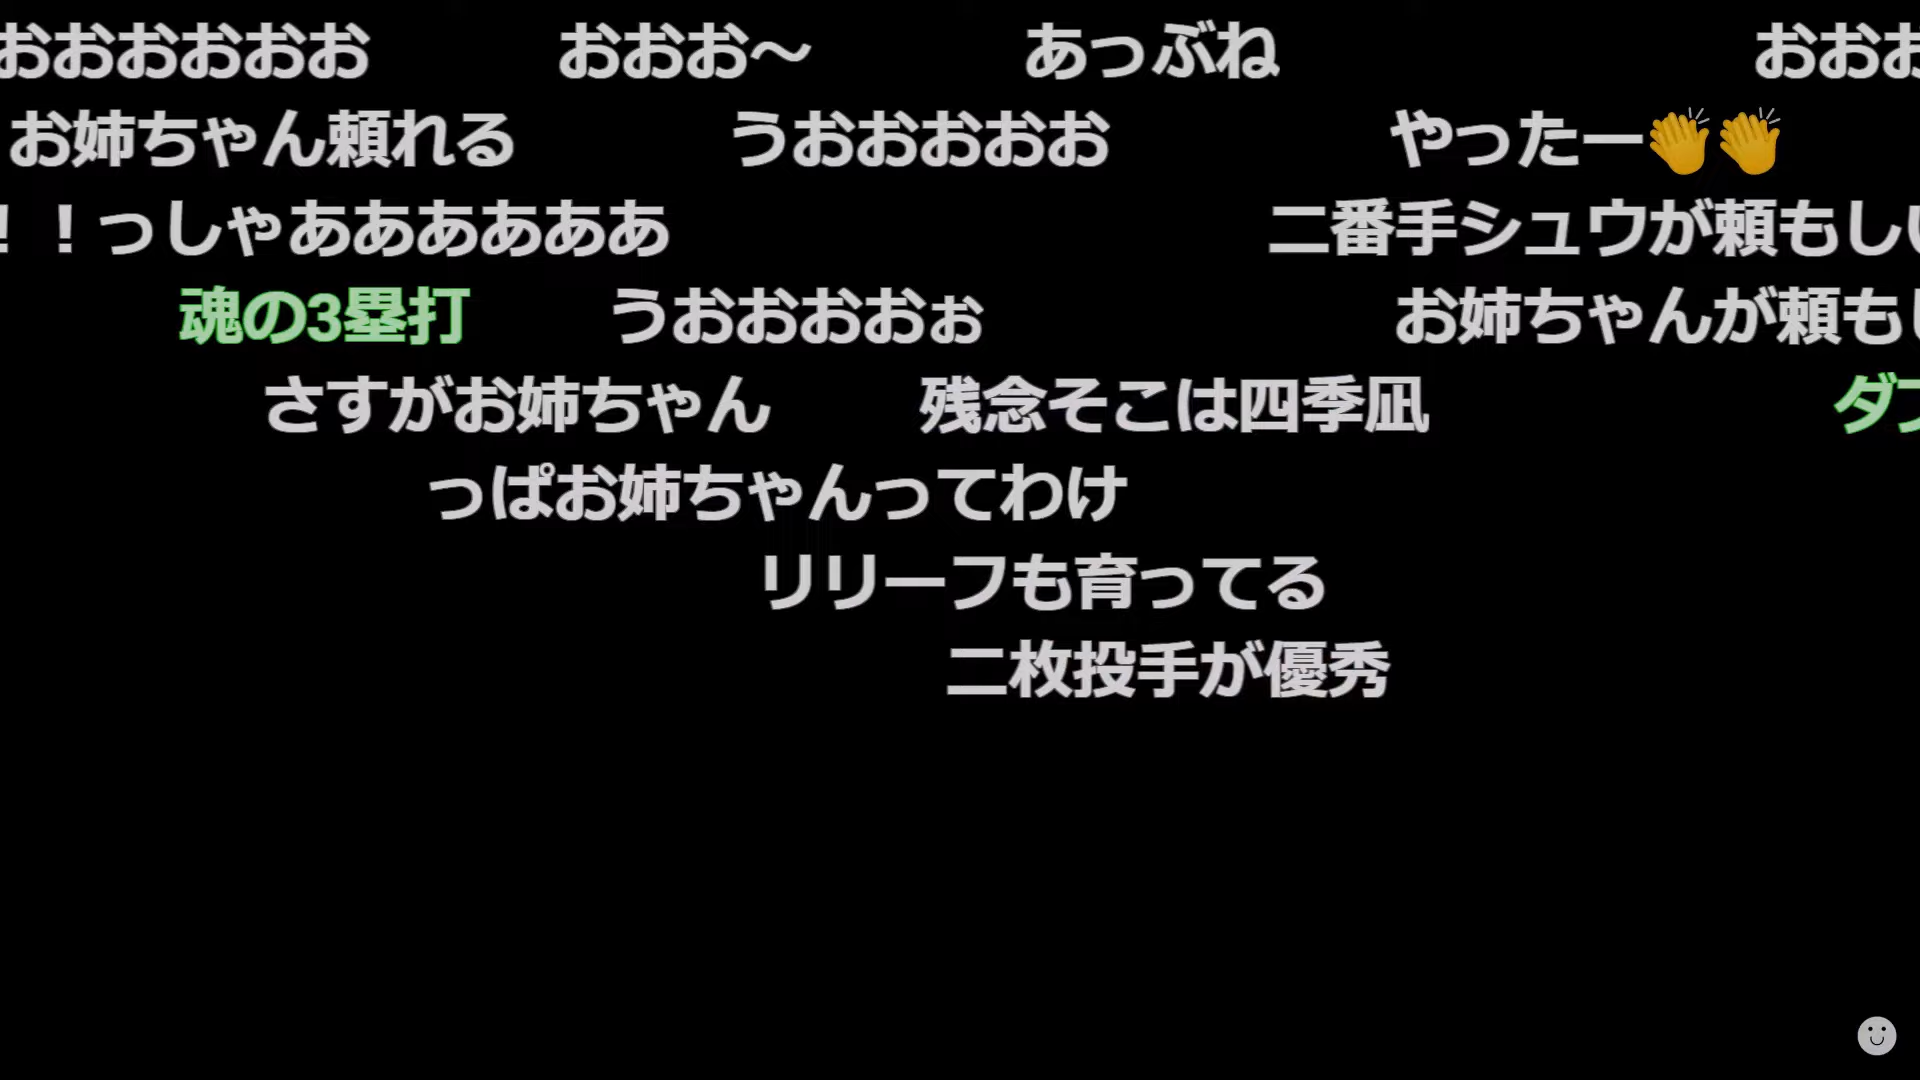 おおおおおお おおお～ あっぶね おおお
お姉ちゃん頼れる うおおおおお やったー👏👏
！！っしゃああああああ 二番手シュウが頼もしい
魂の3塁打 うおおおおぉ お姉ちゃんが頼もし
さすがお姉ちゃん 残念そこは四季凪 ダブ
っぱお姉ちゃんってわけ
リリーフも育ってる
二枚投手が優秀